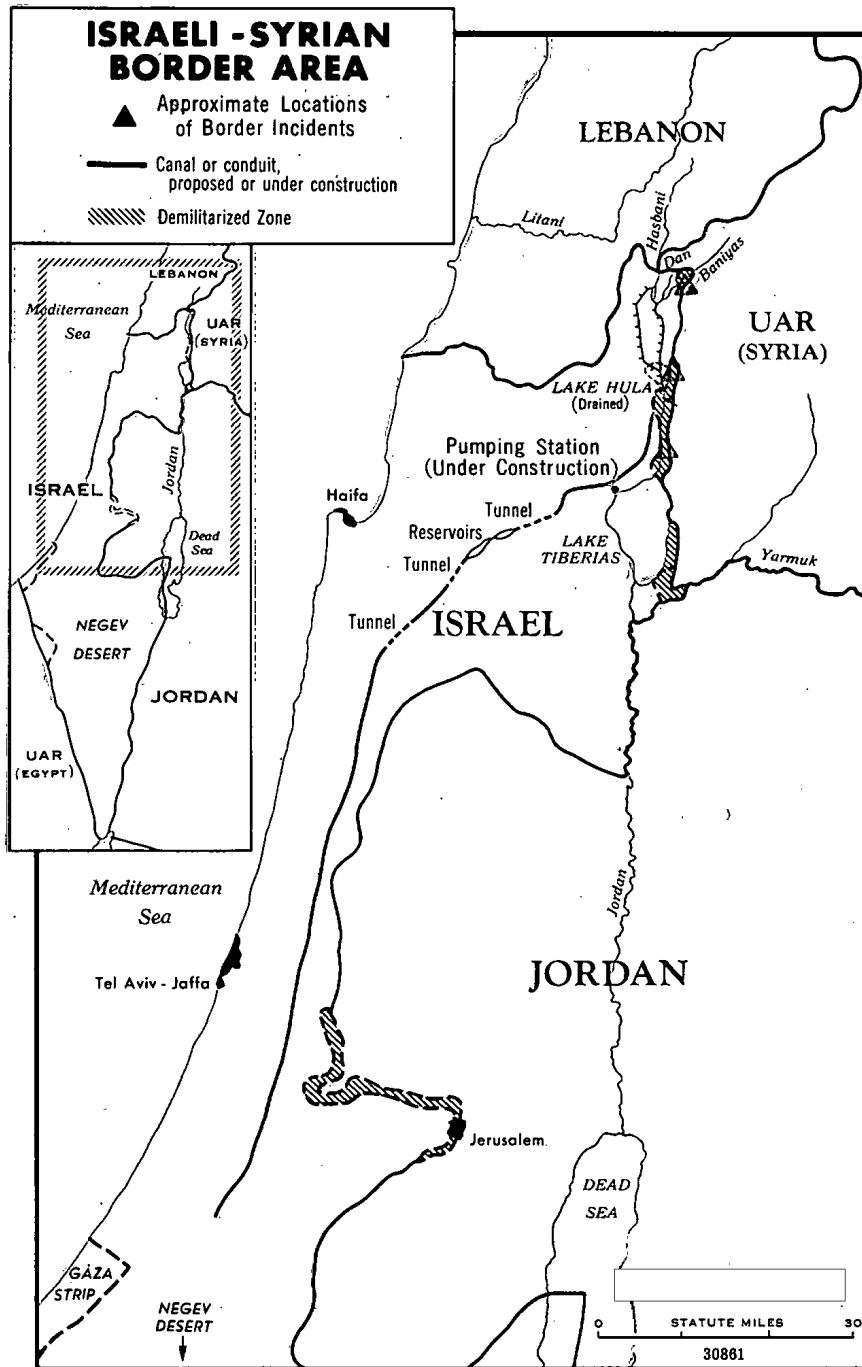 ISRAELI - SYRIAN
BORDER AREA
Approximate Locations
of Border Incidents
Canal or conduit,
proposed or under construction
Demilitarized Zone
LEBANON
Mediterranean
Sea
UAR
(SYRIA)
ISRAEL
Jordan
Dead
Sea
NEGEV
DESERT
JORDAN
UAR
(EGYPT)
LEBANON
Litani
Hasbani
Dan
Baniyas
UAR
(SYRIA)
LAKE HULA
(Drained)
Pumping Station
(Under Construction)
Haifa
Tunnel
Reservoirs
LAKE
TIBERIAS
Tunnel
Yarmuk
Tunnel
ISRAEL
Mediterranean
Sea
Jordan
Tel Aviv - Jaffa
JORDAN
Jerusalem
DEAD
SEA
GAZA
STRIP
NEGEV
DESERT
0 STATUTE MILES 30
30861